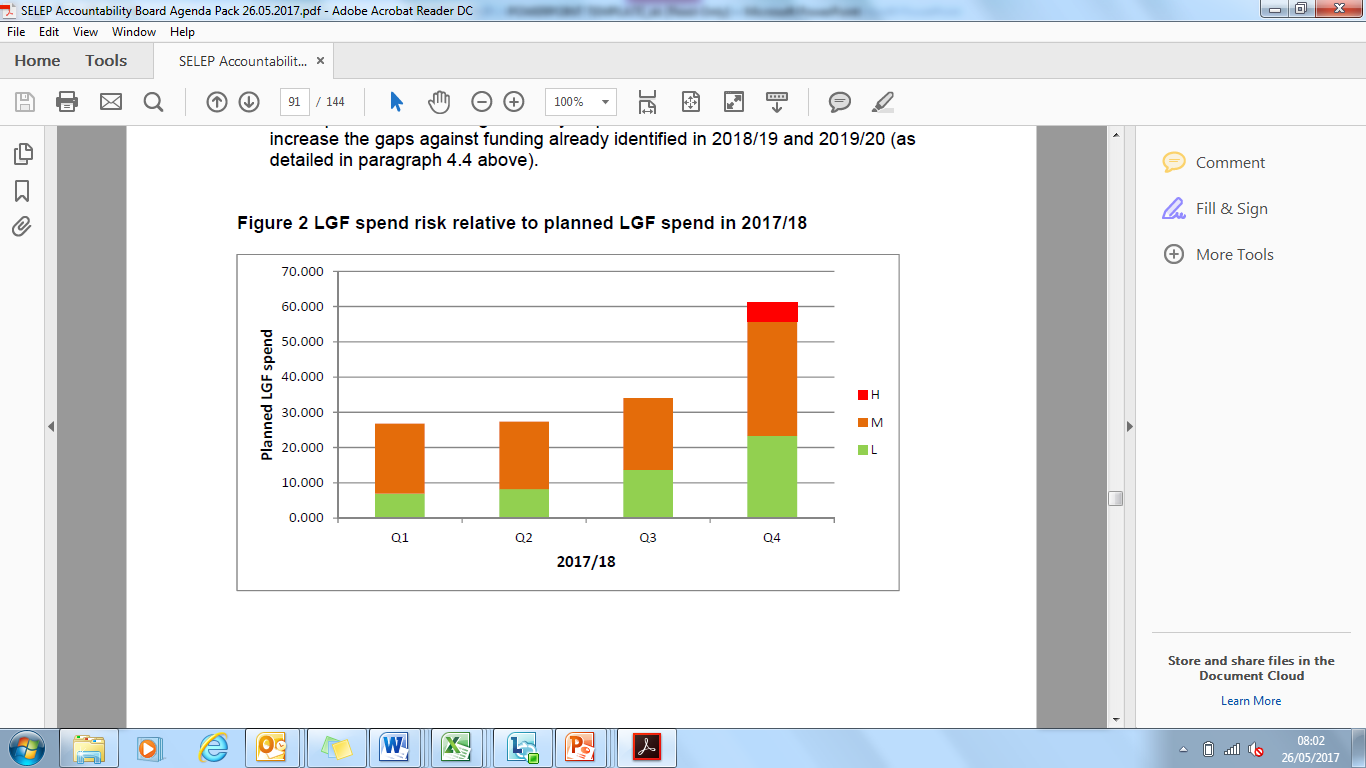 SELEP Accountability Board Agenda Pack 26.05.2017.pdf - Adobe Acrobat Reader DC
File Edit View Window Help
Home Tools SELEP Accountabilit... ×
91 / 144 100%
increase the gaps against funding already identified in 2018/19 and 2019/20 (as
detailed in paragraph 4.4 above).
Figure 2 LGF spend risk relative to planned LGF spend in 2017/18
Planned LGF spend
70.000
60.000
50.000
40.000
30.000
20.000
10.000
0.000
Q1 Q2 Q3 Q4
2017/18
H
M
L
Comment
Fill & Sign
More Tools
Store and share files in the
Document Cloud
Learn More
08:02
26/05/2017